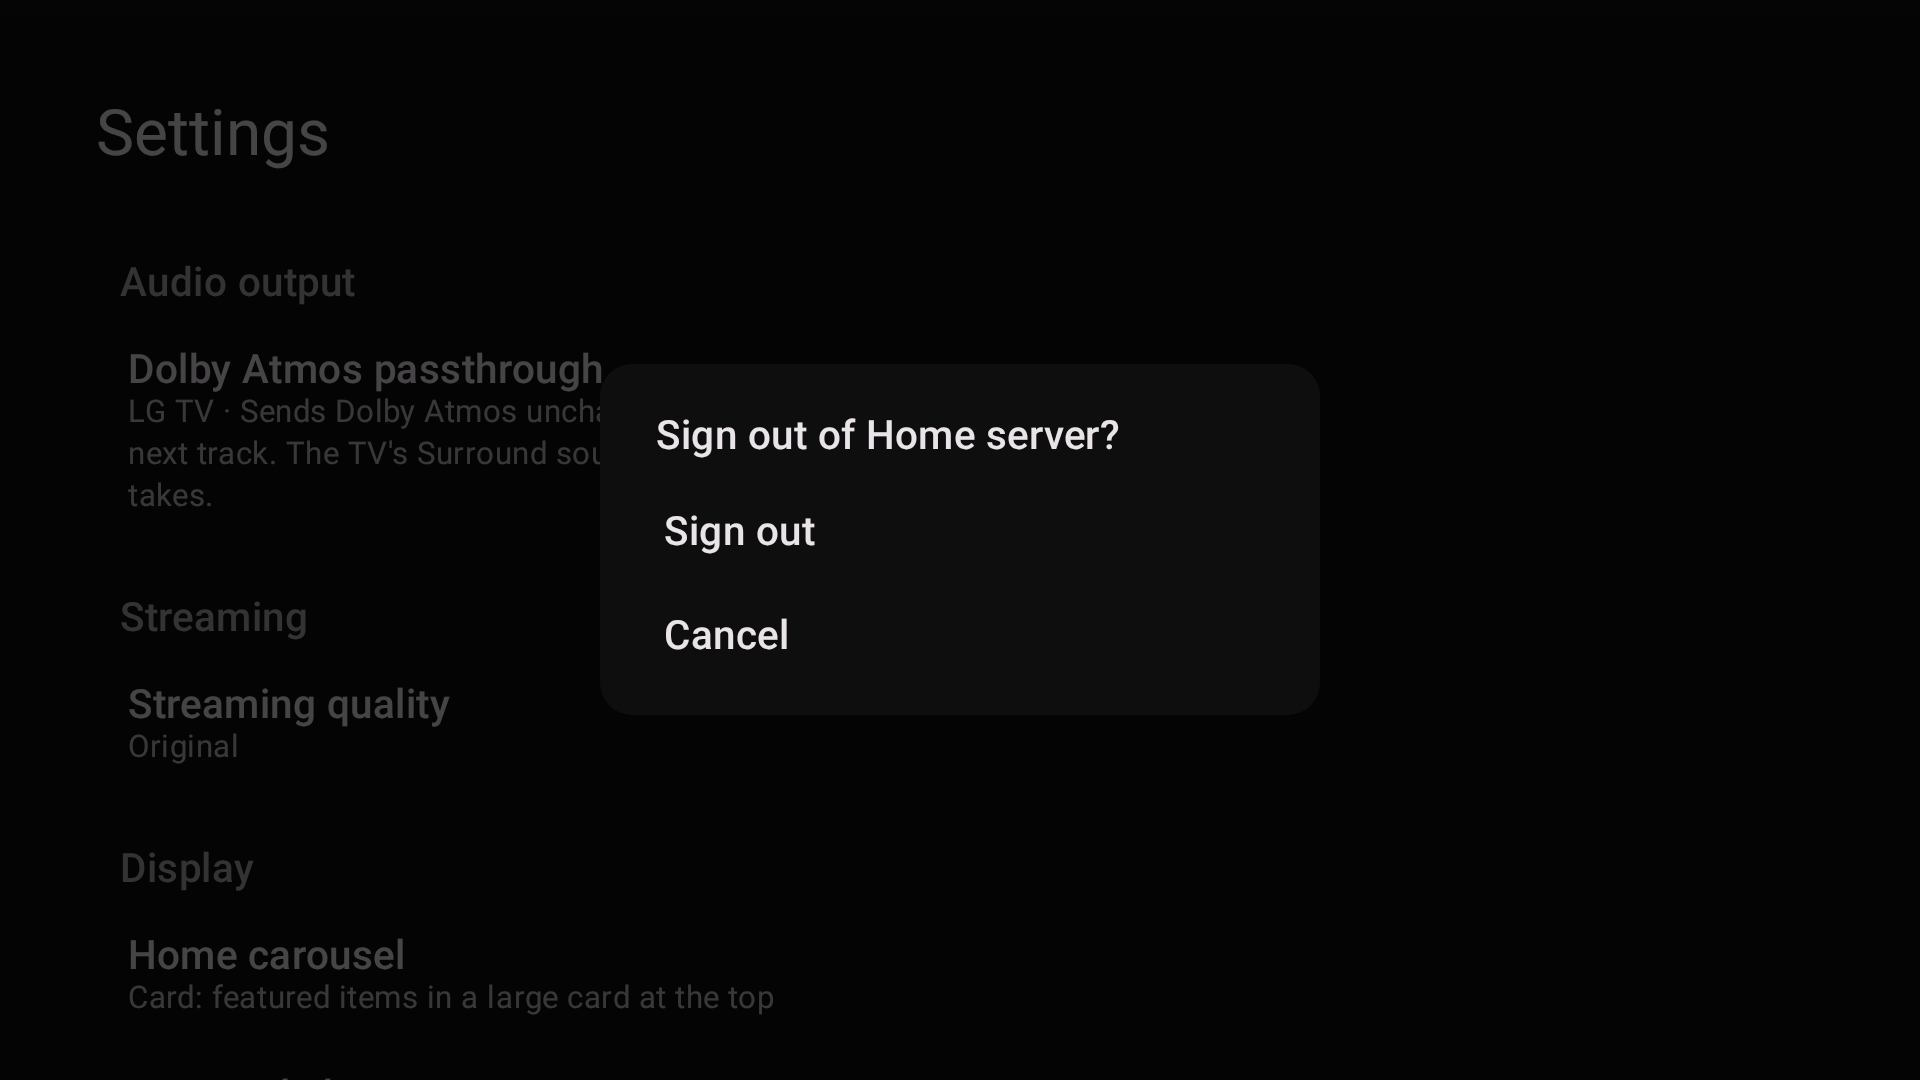 Settings
Audio output
Dolby Atmos passthrough
LG TV · Sends Dolby Atmos
next track. The TV's Surround
takes.
Sign out of Home server?
Sign out
Cancel
Streaming
Streaming quality
Original
Display
Home carousel
Card: featured items in a large card at the top